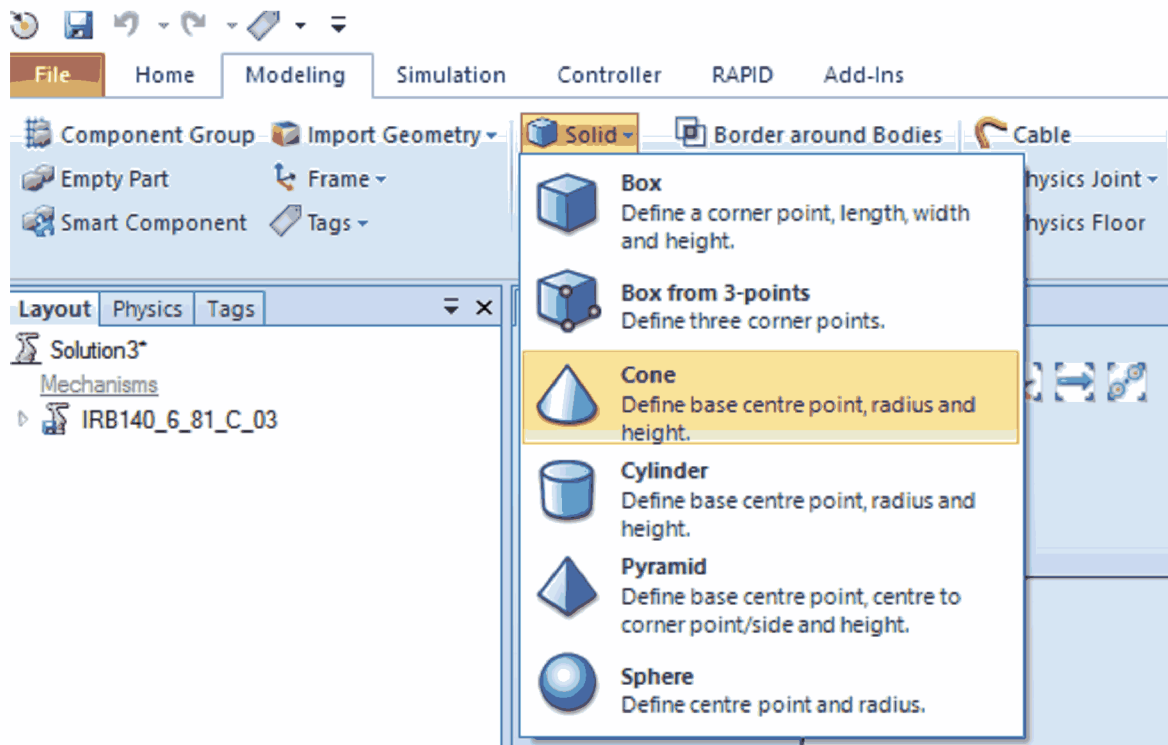 File Home Modeling Simulation Controller RAPID Add-Ins
Component Group Import Geometry Solid Border around Bodies Cable
Empty Part Frame hysics Joint
Smart Component Tags hysics Floor
Box
Define a corner point, length, width
and height.
Box from 3-points
Define three corner points.
Cone
Define base centre point, radius and
height.
Cylinder
Define base centre point, radius and
height.
Pyramid
Define base centre point, centre to
corner point/side and height.
Sphere
Define centre point and radius.
Layout Physics Tags
Solution3*
Mechanisms
IRB140_6_81_C_03